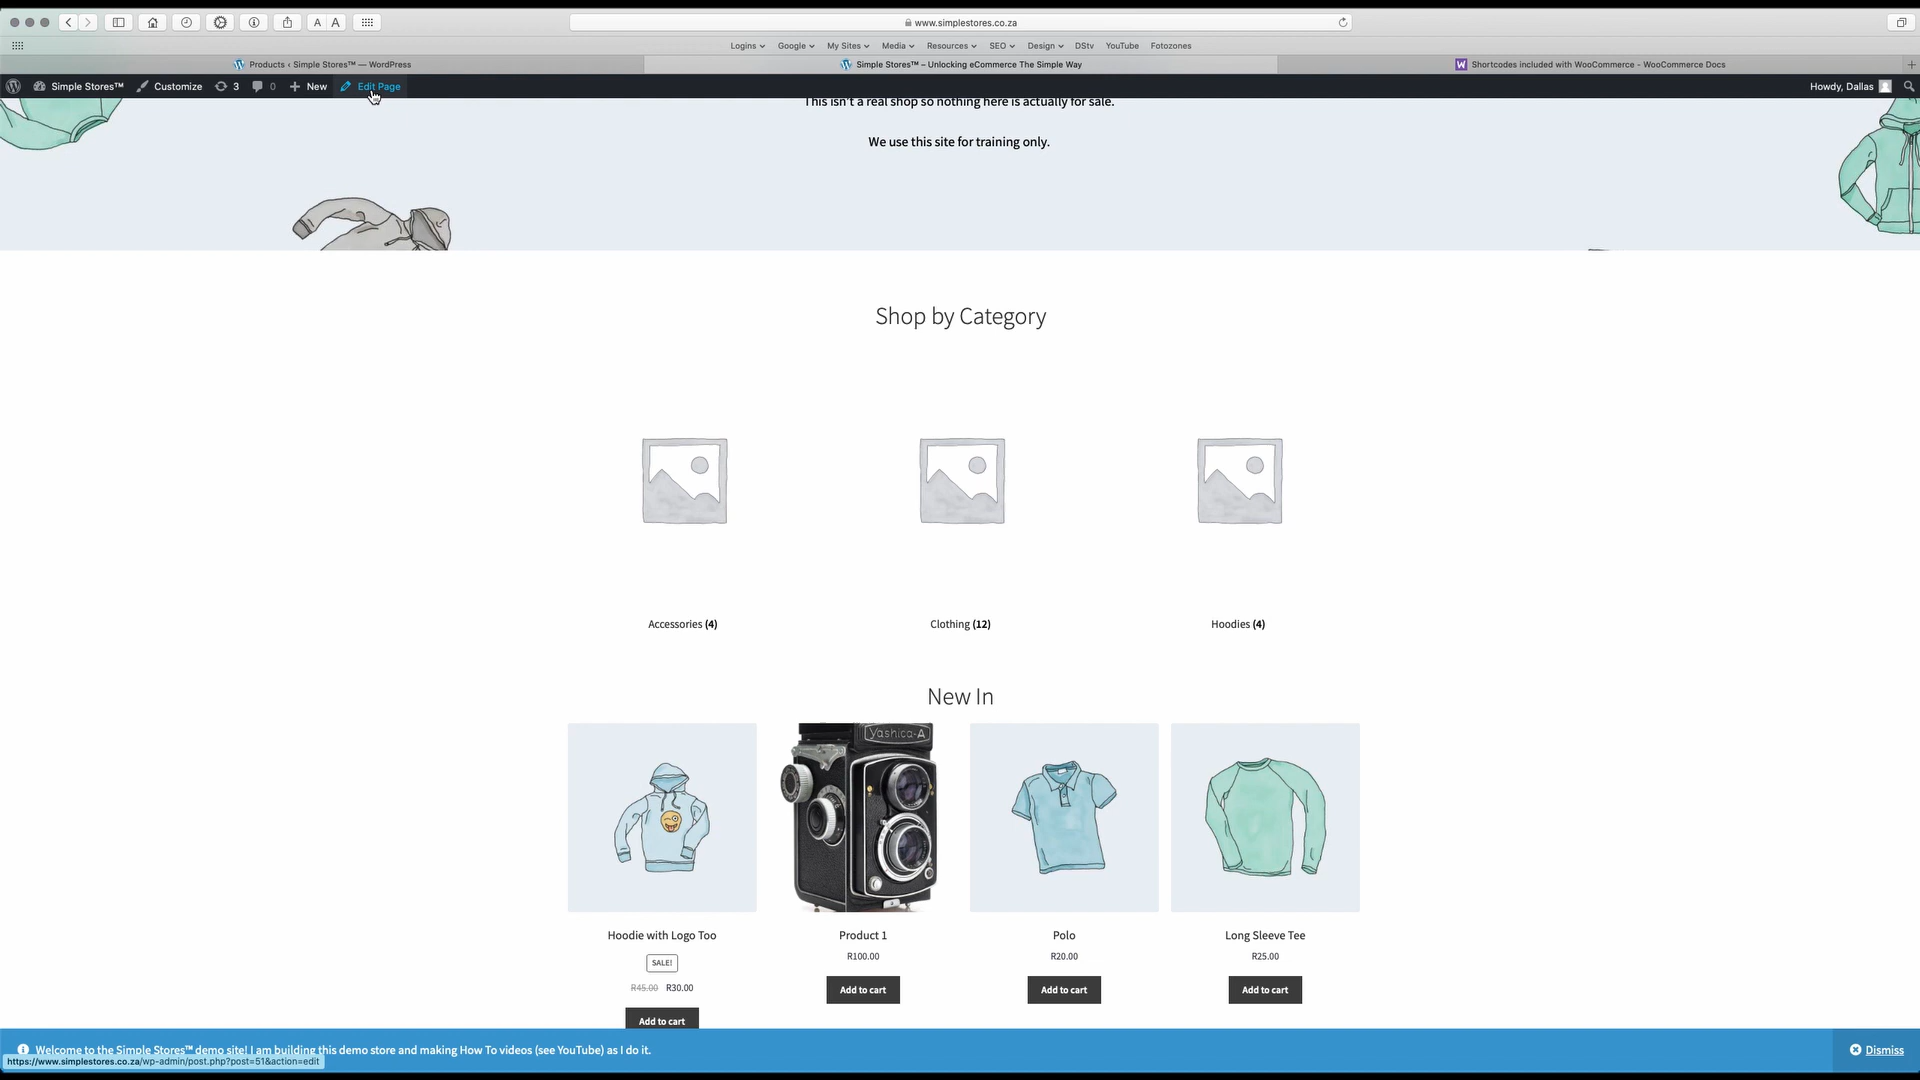 www.simplestores.co.za
A A
Logins Google My Sites Media Resources SEO Design DStv YouTube Fotozones
Products ‹ Simple Stores™ — WordPress
Simple Stores™ – Unlocking eCommerce The Simple Way
Shortcodes included with WooCommerce - WooCommerce Docs
Simple Stores™ Customize 3 0 New Edit Page Howdy, Dallas
This isn't a real shop so nothing here is actually for sale.
We use this site for training only.
Shop by Category
Accessories (4) Clothing (12) Hoodies (4)
New In
Yashica-A
Hoodie with Logo Too Product 1 Polo Long Sleeve Tee
SALE! R100.00 R20.00 R25.00
R45.00 R30.00 Add to cart Add to cart Add to cart
Add to cart
Welcome to the Simple Stores™ demo site! I am building this demo store and making How To videos (see YouTube) as I do it. Dismiss
https://www.simplestores.co.za/wp-admin/post.php?post=51&action=edit